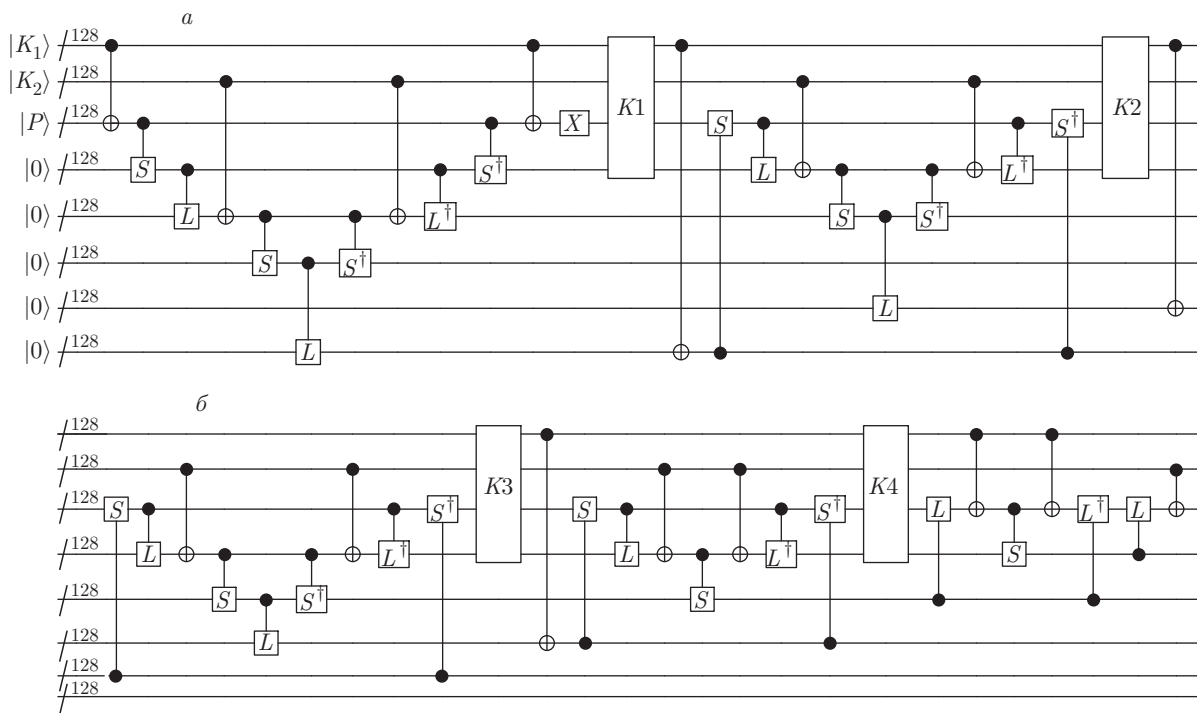 а
|K₁⟩ 128
|K₂⟩ 128
K1 K2
|P⟩ 128 X S S†
|0⟩ 128 S S† L L†
|0⟩ 128 L L† S S†
|0⟩ 128 S S†
|0⟩ 128 L
|0⟩ 128 L
б
128
128
K3 K4
128 S S† S S† L L† L
128 L L† L L† S
128 S S† S
128 L
128
128